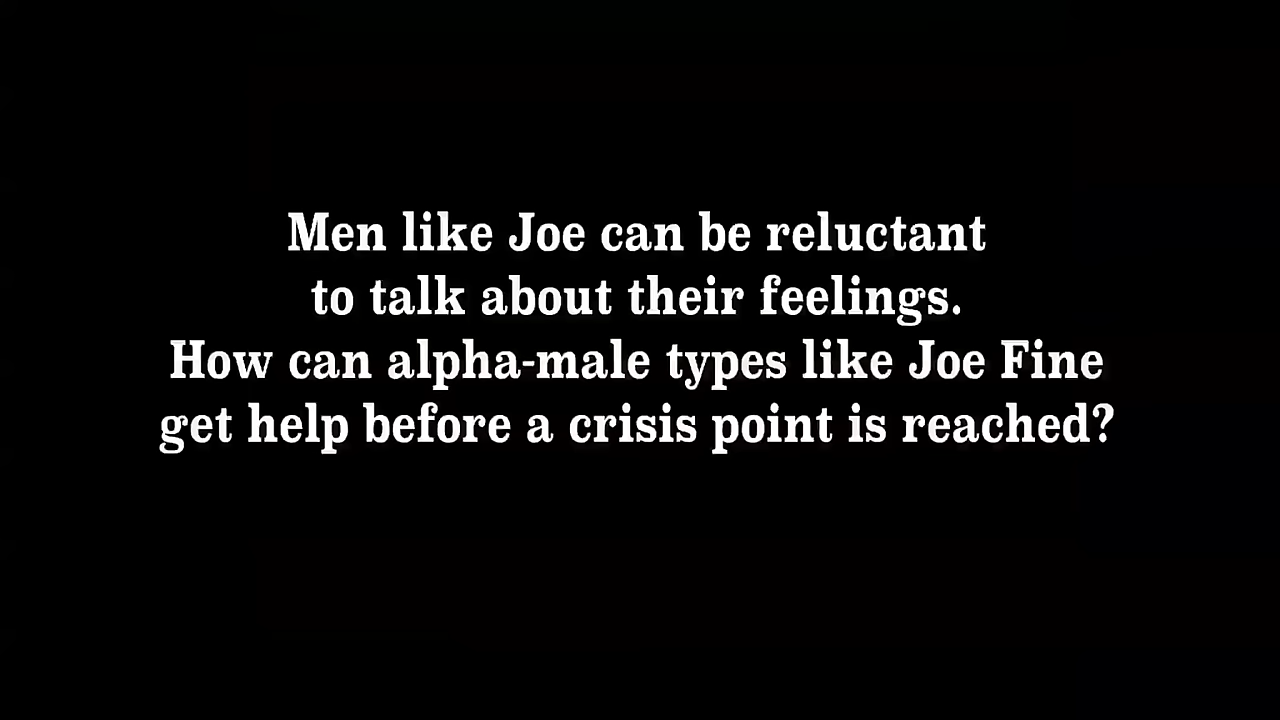 Men like Joe can be reluctant
to talk about their feelings.
How can alpha-male types like Joe Fine
get help before a crisis point is reached?